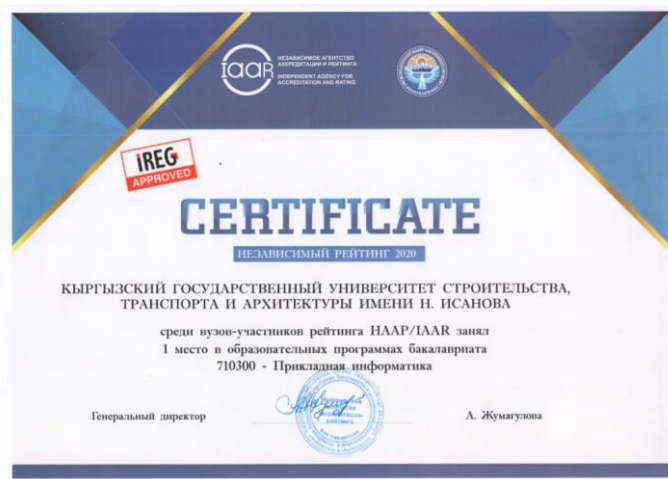 IAAR
НЕЗАВИСИМОЕ АГЕНТСТВО
АККРЕДИТАЦИИ И РЕЙТИНГА
INDEPENDENT AGENCY FOR
ACCREDITATION AND RATING
IREG
APPROVED
CERTIFICATE
НЕЗАВИСИМЫЙ РЕЙТИНГ 2020
КЫРГЫЗСКИЙ ГОСУДАРСТВЕННЫЙ УНИВЕРСИТЕТ СТРОИТЕЛЬСТВА,
ТРАНСПОРТА И АРХИТЕКТУРЫ ИМЕНИ Н. ИСАНОВА
среди вузов-участников рейтинга НААР/IAAR занял
1 место в образовательных программах бакалавриата
710300 - Прикладная информатика
Генеральный директор
А. Жумагулова